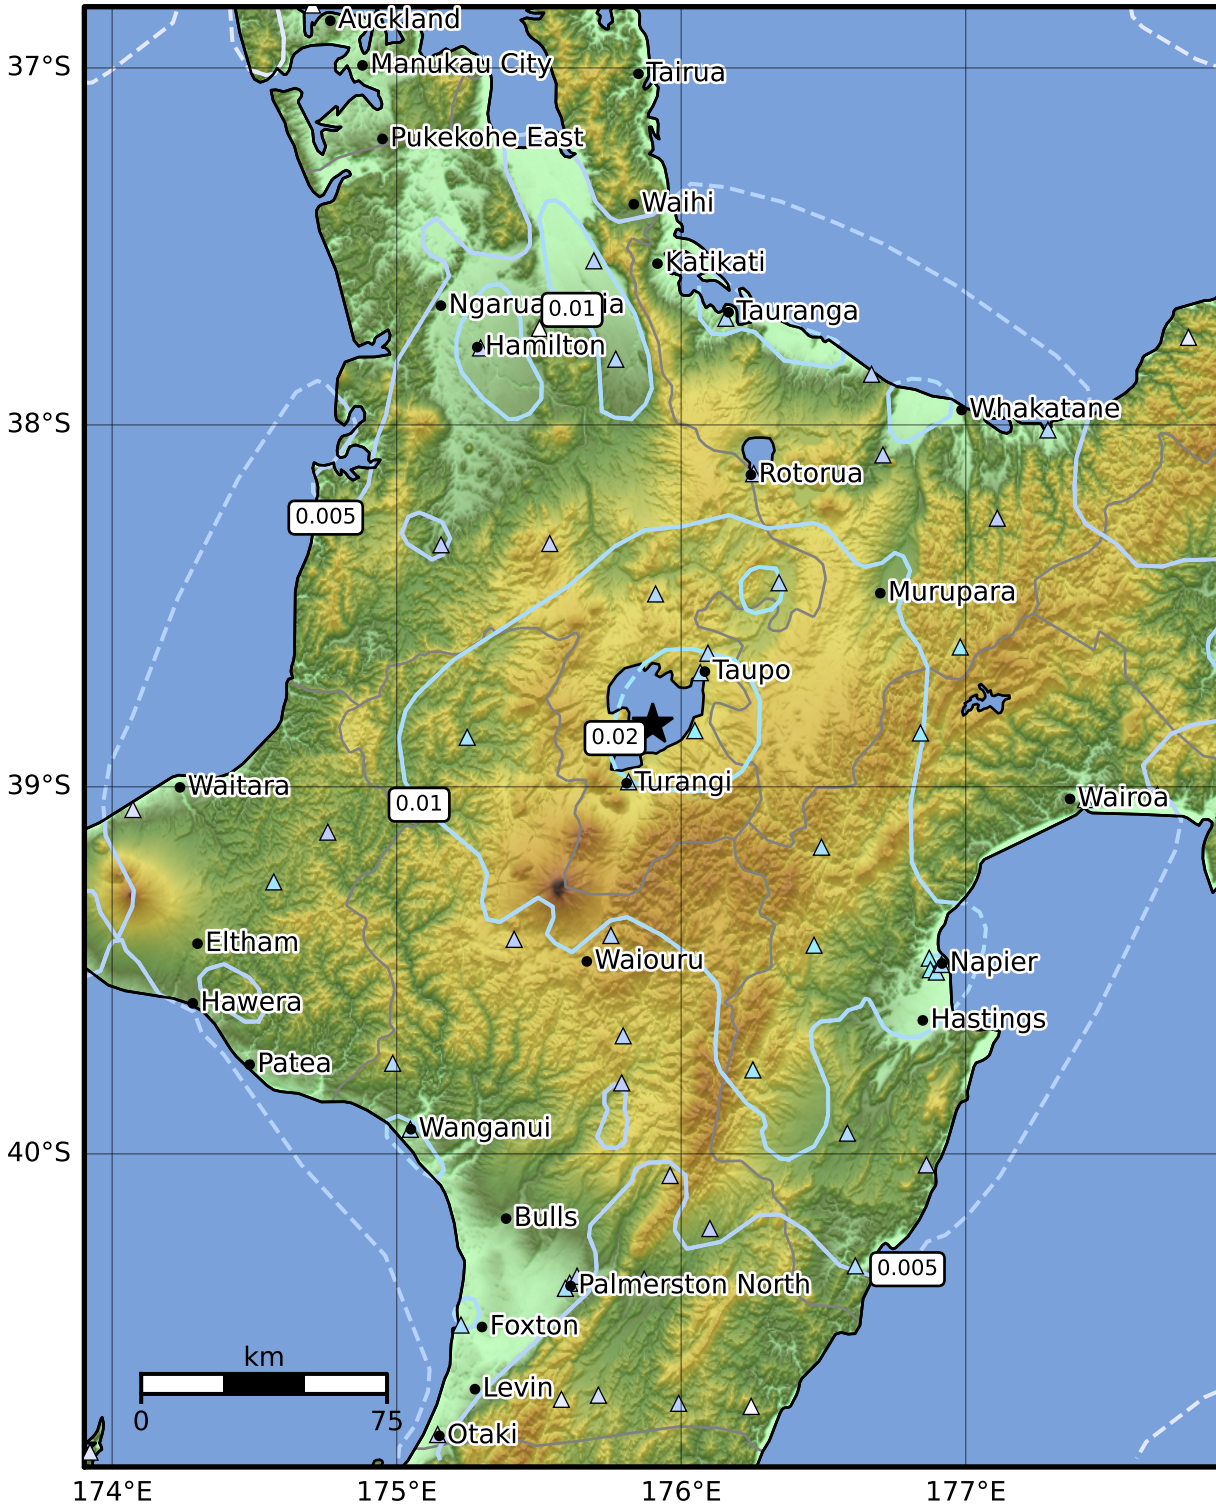 Auckland
37°S
Manukau City
Tairua
Pukekohe East
Waihi
Katikati
Ngarua
ia
0.01
Tauranga
Hamilton
38°S
Whakatane
Rotorua
0.005
Murupara
Taupo
0.02
39°S
Waitara
Turangi
Wairoa
0.01
Eltham
Waiouru
Napier
Hawera
Hastings
Patea
Wanganui
40°S
Bulls
0.005
Palmerston North
Foxton
km
Levin
0
75
Otaki
174°E
175°E
176°E
177°E